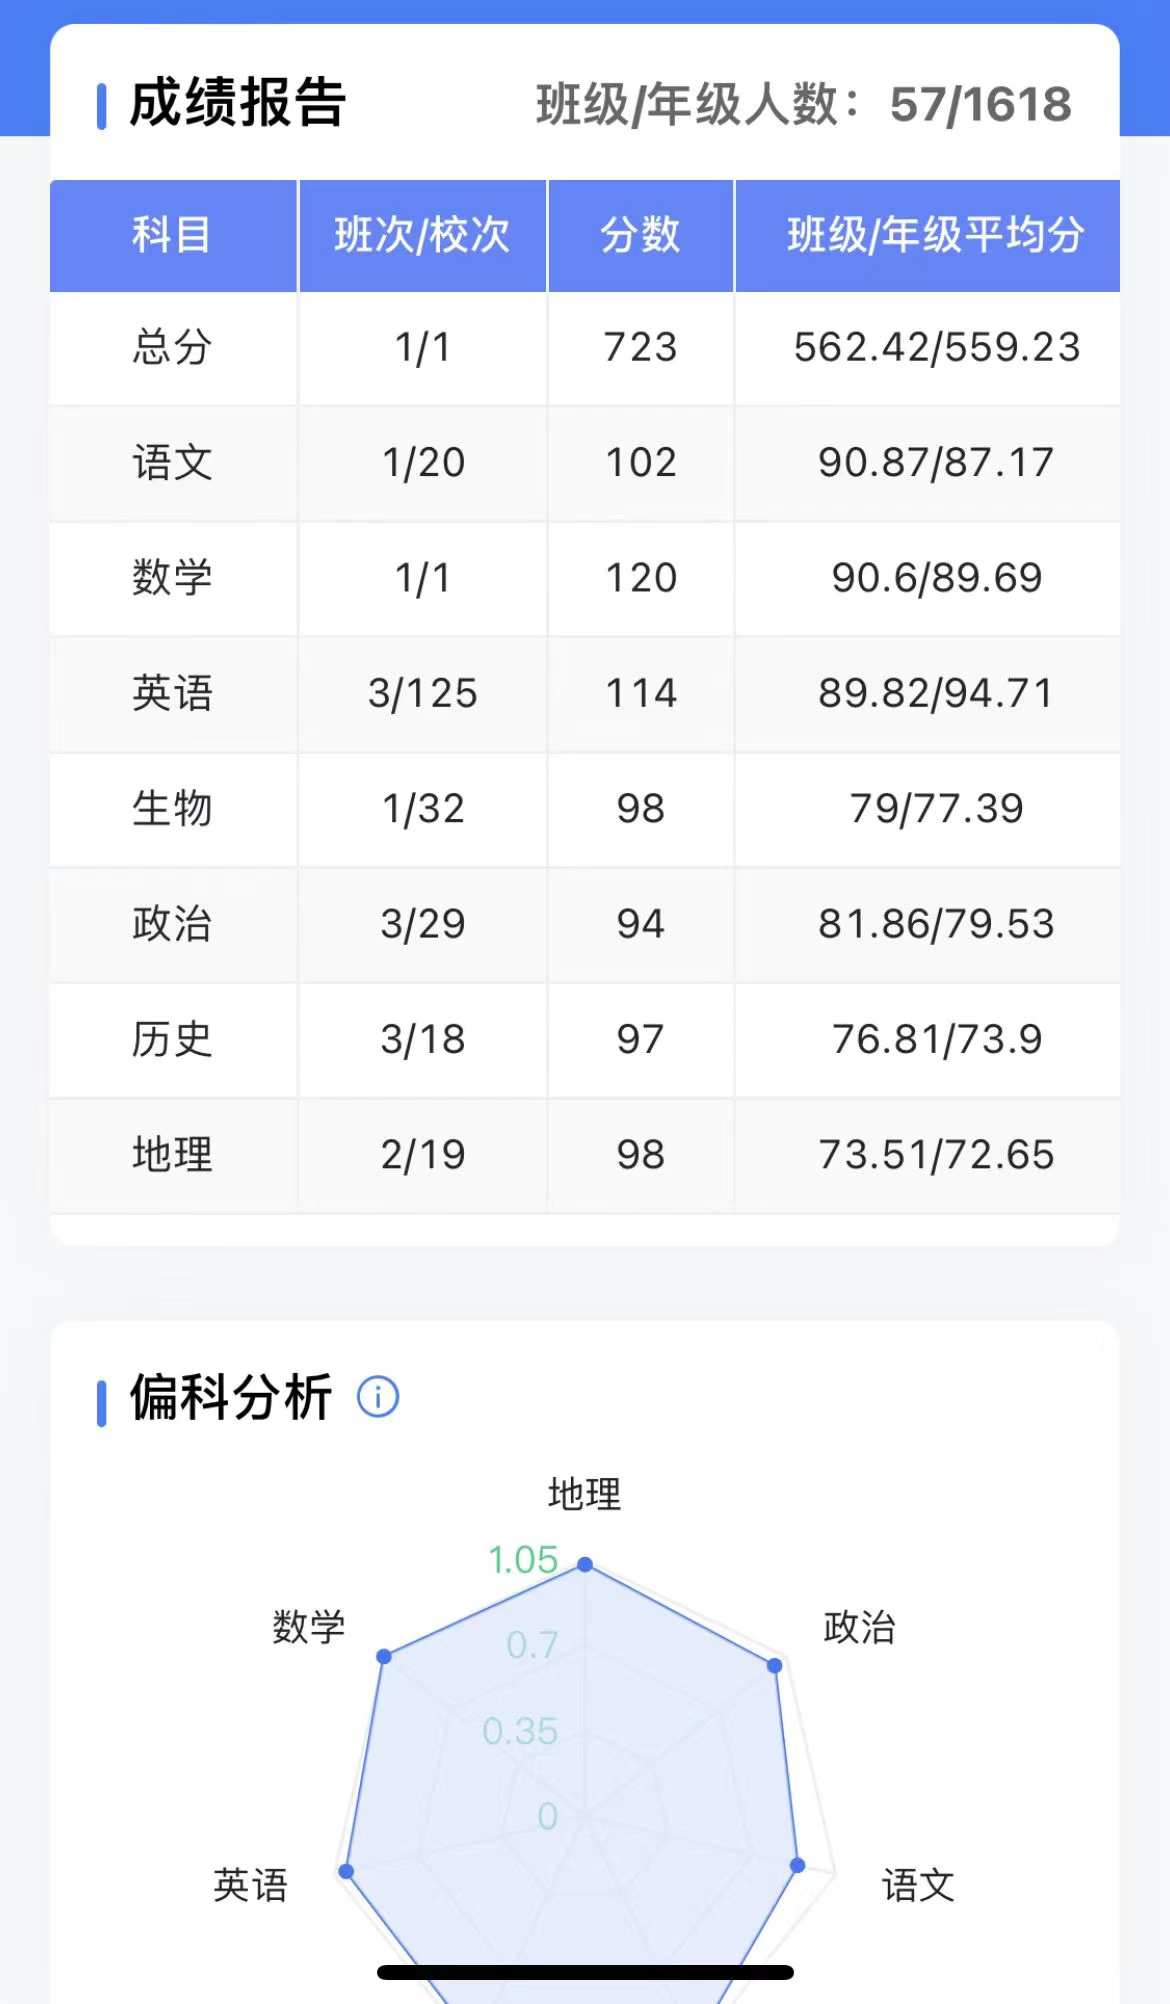 成绩报告 班级/年级人数：57/1618
科目 班次/校次 分数 班级/年级平均分
总分 1/1 723 562.42/559.23
语文 1/20 102 90.87/87.17
数学 1/1 120 90.6/89.69
英语 3/125 114 89.82/94.71
生物 1/32 98 79/77.39
政治 3/29 94 81.86/79.53
历史 3/18 97 76.81/73.9
地理 2/19 98 73.51/72.65
偏科分析
地理
1.05
数学 0.7 政治
0.35
0
英语 语文